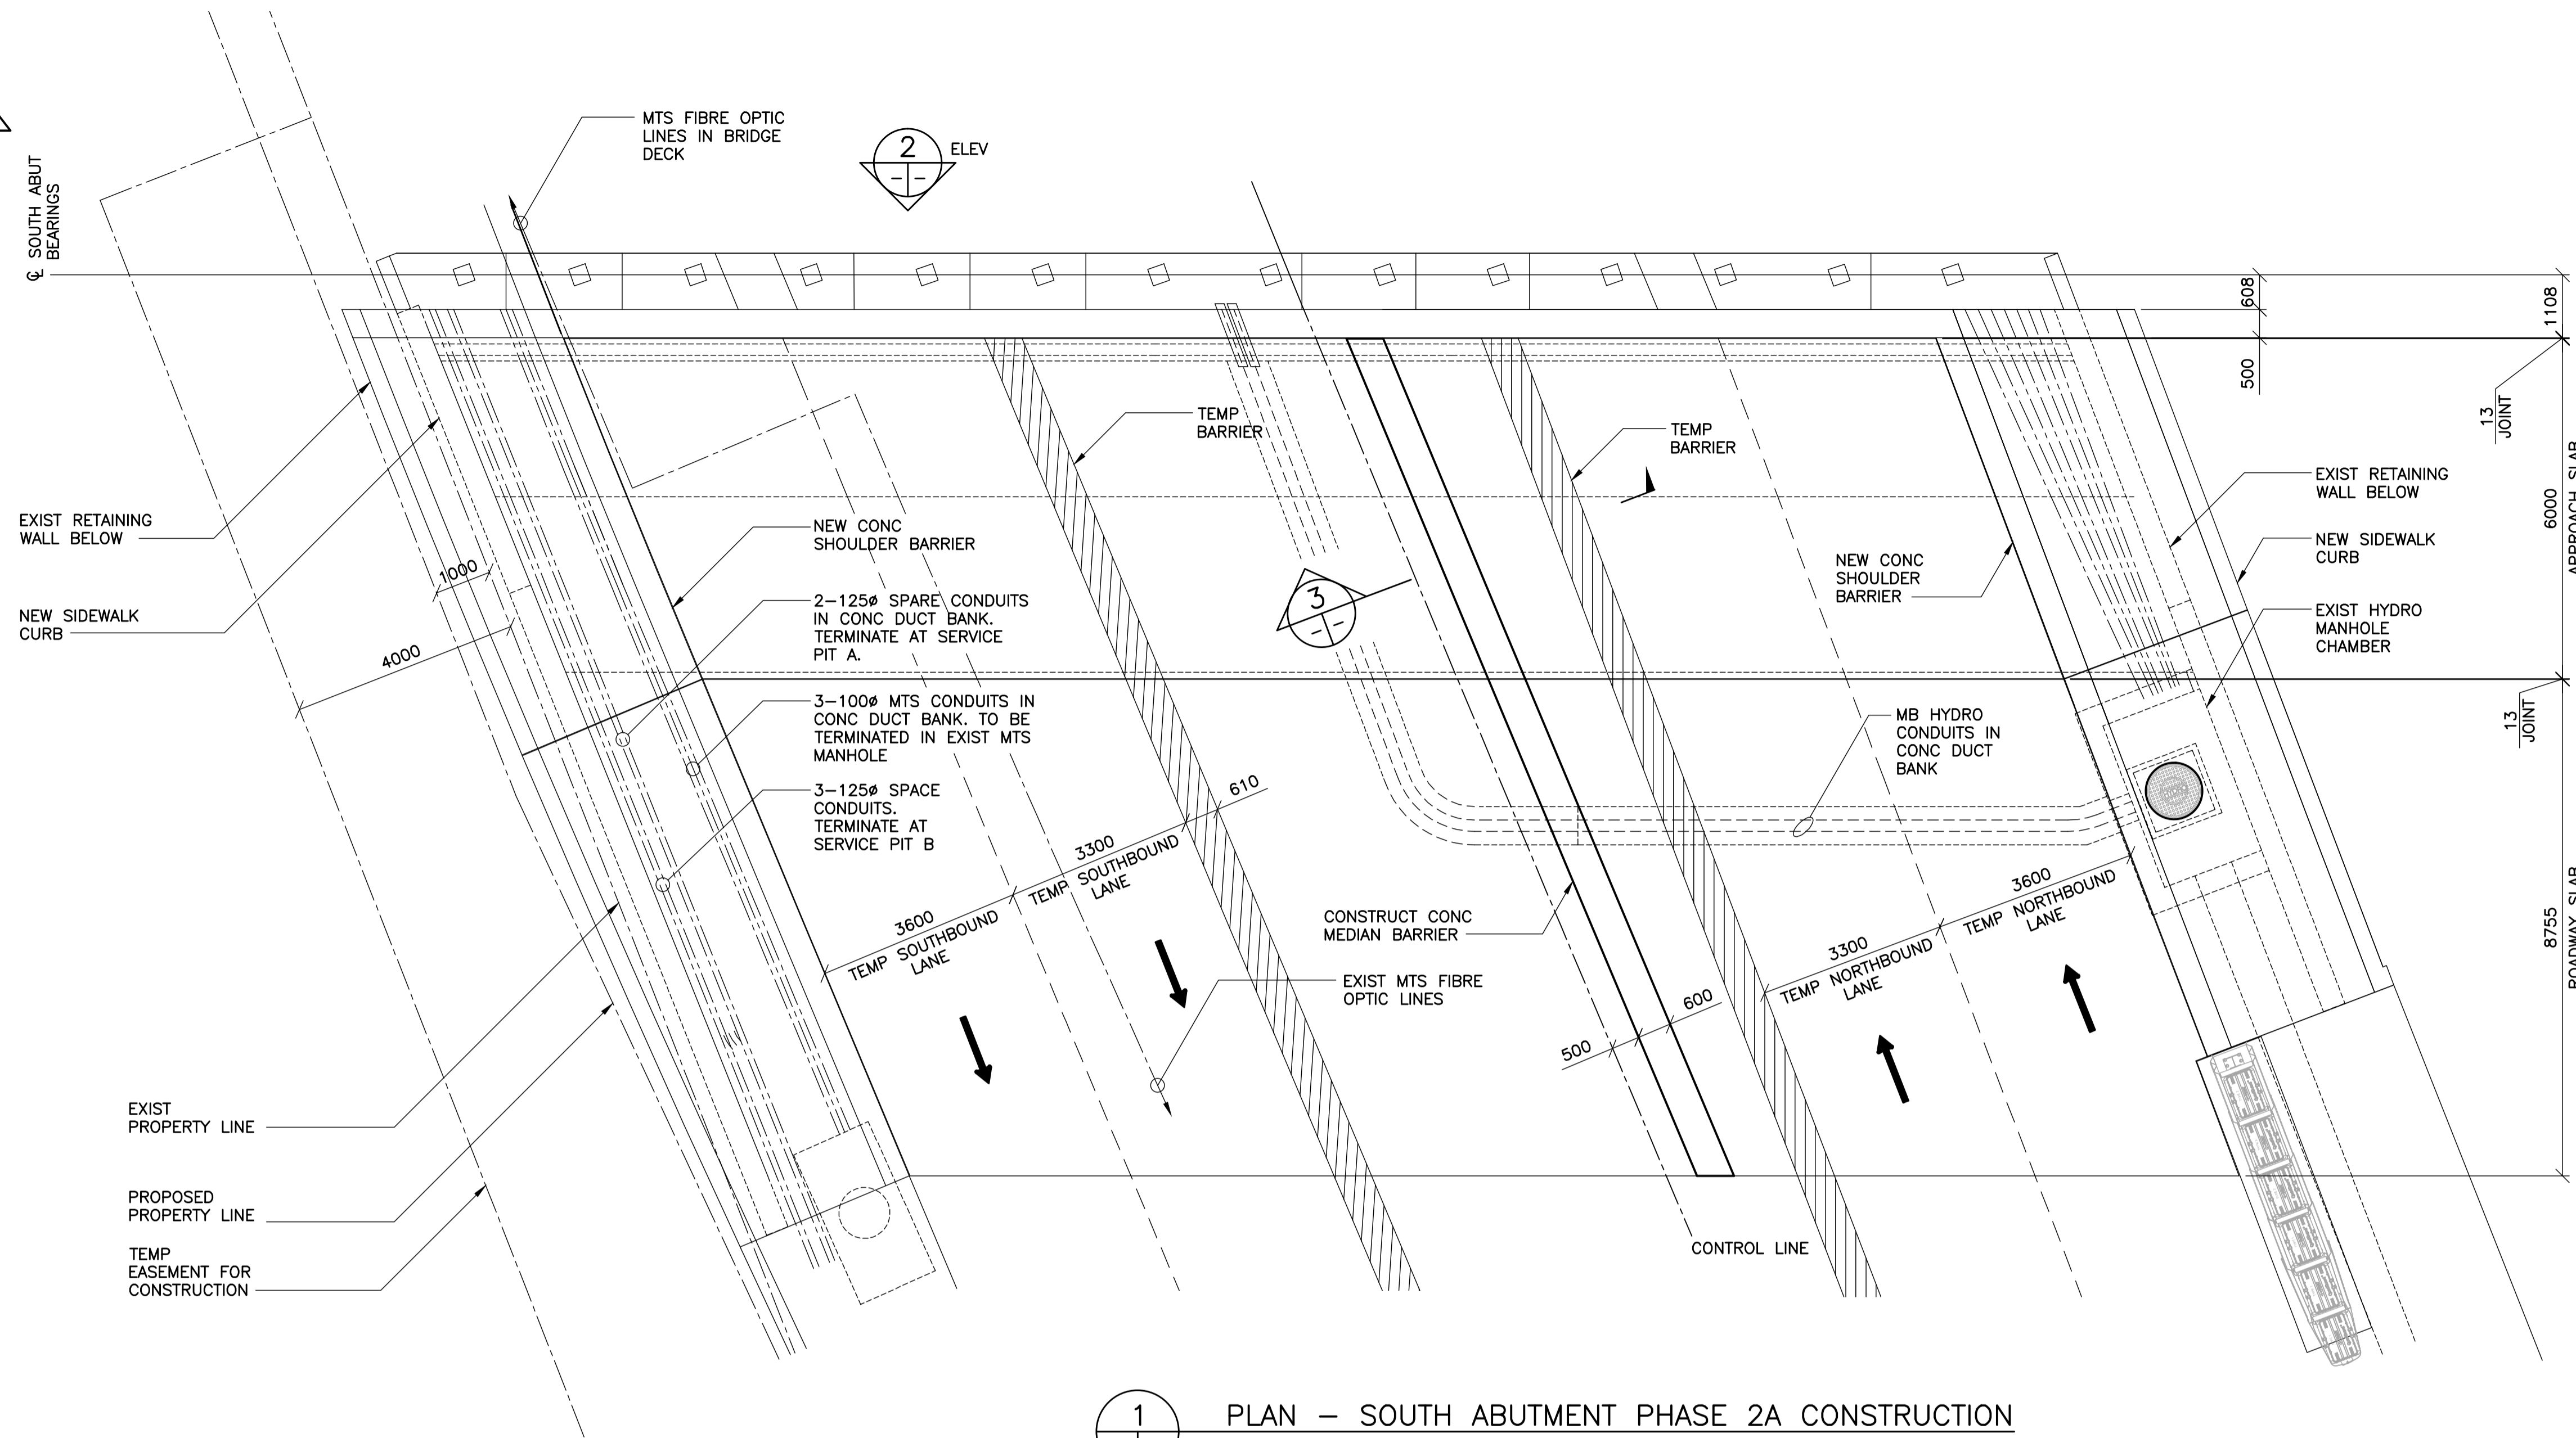 MTS FIBRE OPTIC
LINES IN BRIDGE
DECK
2
ELEV
℄ SOUTH ABUT
BEARINGS
608
1108
500
13
JOINT
TEMP
BARRIER
TEMP
BARRIER
EXIST RETAINING
WALL BELOW
EXIST RETAINING
WALL BELOW
6000
APPROACH SLAB
NEW CONC
SHOULDER BARRIER
NEW SIDEWALK
CURB
NEW CONC
SHOULDER
BARRIER
1000
2-125ø SPARE CONDUITS
IN CONC DUCT BANK.
TERMINATE AT SERVICE
PIT A.
3
EXIST HYDRO
MANHOLE
CHAMBER
NEW SIDEWALK
CURB
4000
3-100ø MTS CONDUITS IN
CONC DUCT BANK. TO BE
TERMINATED IN EXIST MTS
MANHOLE
MB HYDRO
CONDUITS IN
CONC DUCT
BANK
13
JOINT
3-125ø SPACE
CONDUITS.
TERMINATE AT
SERVICE PIT B
610
3300
TEMP SOUTHBOUND
LANE
3600
TEMP SOUTHBOUND
LANE
3600
TEMP NORTHBOUND
LANE
3300
TEMP NORTHBOUND
LANE
8755
ROADWAY SLAB
CONSTRUCT CONC
MEDIAN BARRIER
EXIST MTS FIBRE
OPTIC LINES
600
500
EXIST
PROPERTY LINE
PROPOSED
PROPERTY LINE
TEMP
EASEMENT FOR
CONSTRUCTION
CONTROL LINE
1
PLAN - SOUTH ABUTMENT PHASE 2A CONSTRUCTION